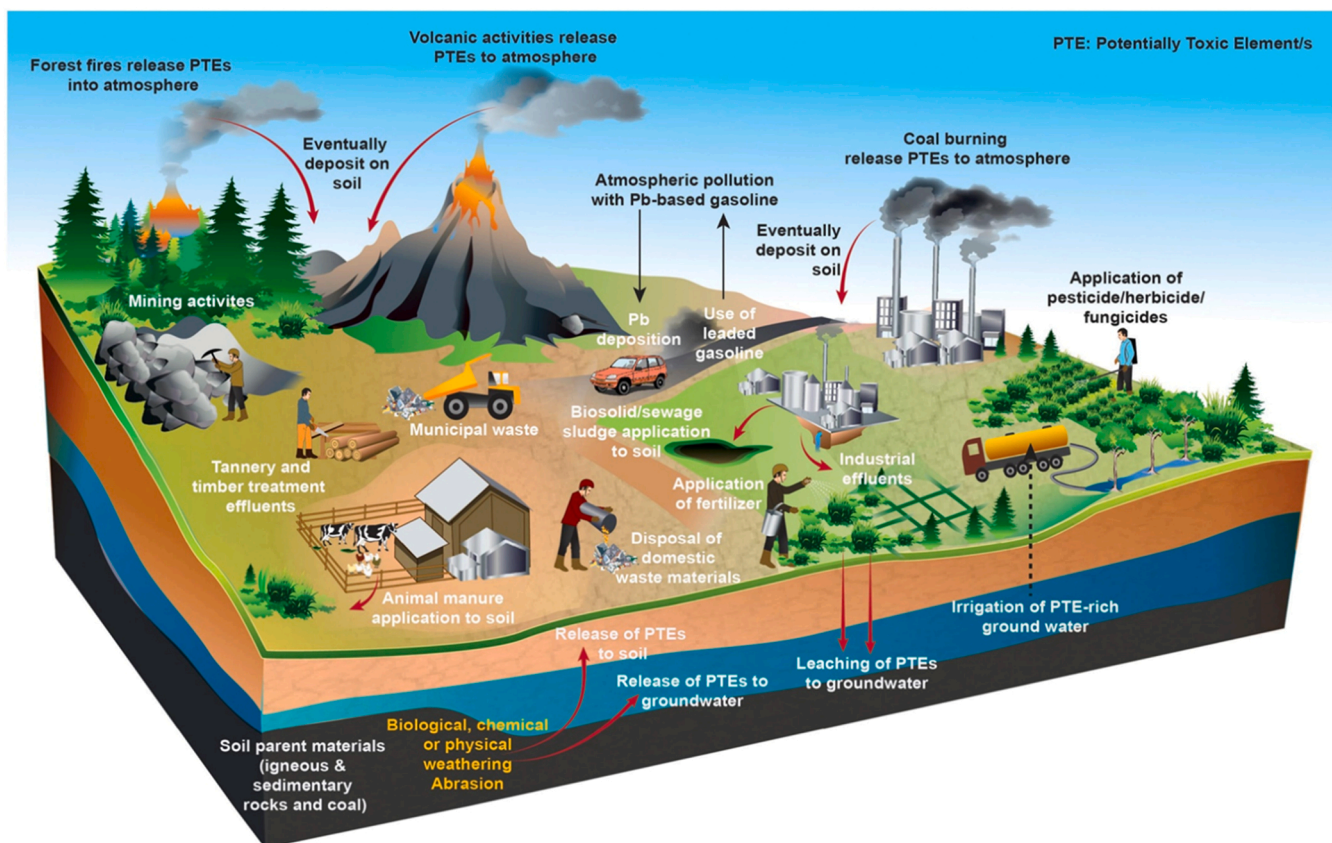 Forest fires release PTEs
into atmosphere
Volcanic activities release
PTEs to atmosphere
PTE: Potentially Toxic Element/s
Eventually
deposit on
soil
Coal burning
release PTEs to atmosphere
Atmospheric pollution
with Pb-based gasoline
Eventually
deposit on
soil
Application of
pesticide/herbicide/
fungicides
Mining activites
Pb
deposition
Use of
leaded
gasoline
Municipal waste
Biosolid/sewage
sludge application
to soil
Tannery and
timber treatment
effluents
Application
of fertilizer
Industrial
effluents
Disposal of
domestic
waste materials
Animal manure
application to soil
Irrigation of PTE-rich
ground water
Release of PTEs
to soil
Release of PTEs to
groundwater
Leaching of PTEs
to groundwater
Soil parent materials
(igneous &
sedimentary
rocks and coal)
Biological, chemical
or physical
weathering
Abrasion